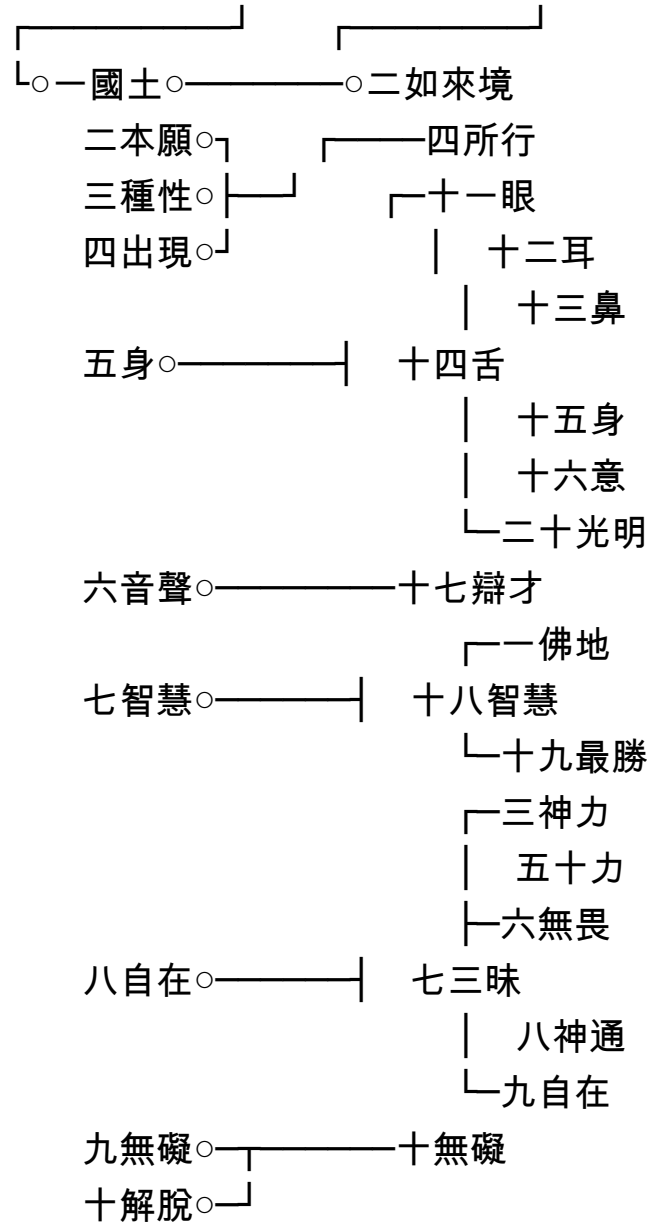 一國土 二如來境
二本願 四所行
三種性 十一眼
四出現 十二耳
十三鼻
五身 十四舌
十五身
十六意
二十光明
六音聲 十七辯才
一佛地
七智慧 十八智慧
十九最勝
三神力
五十力
六無畏
八自在 七三昧
八神通
九自在
九無礙 十無礙
十解脫